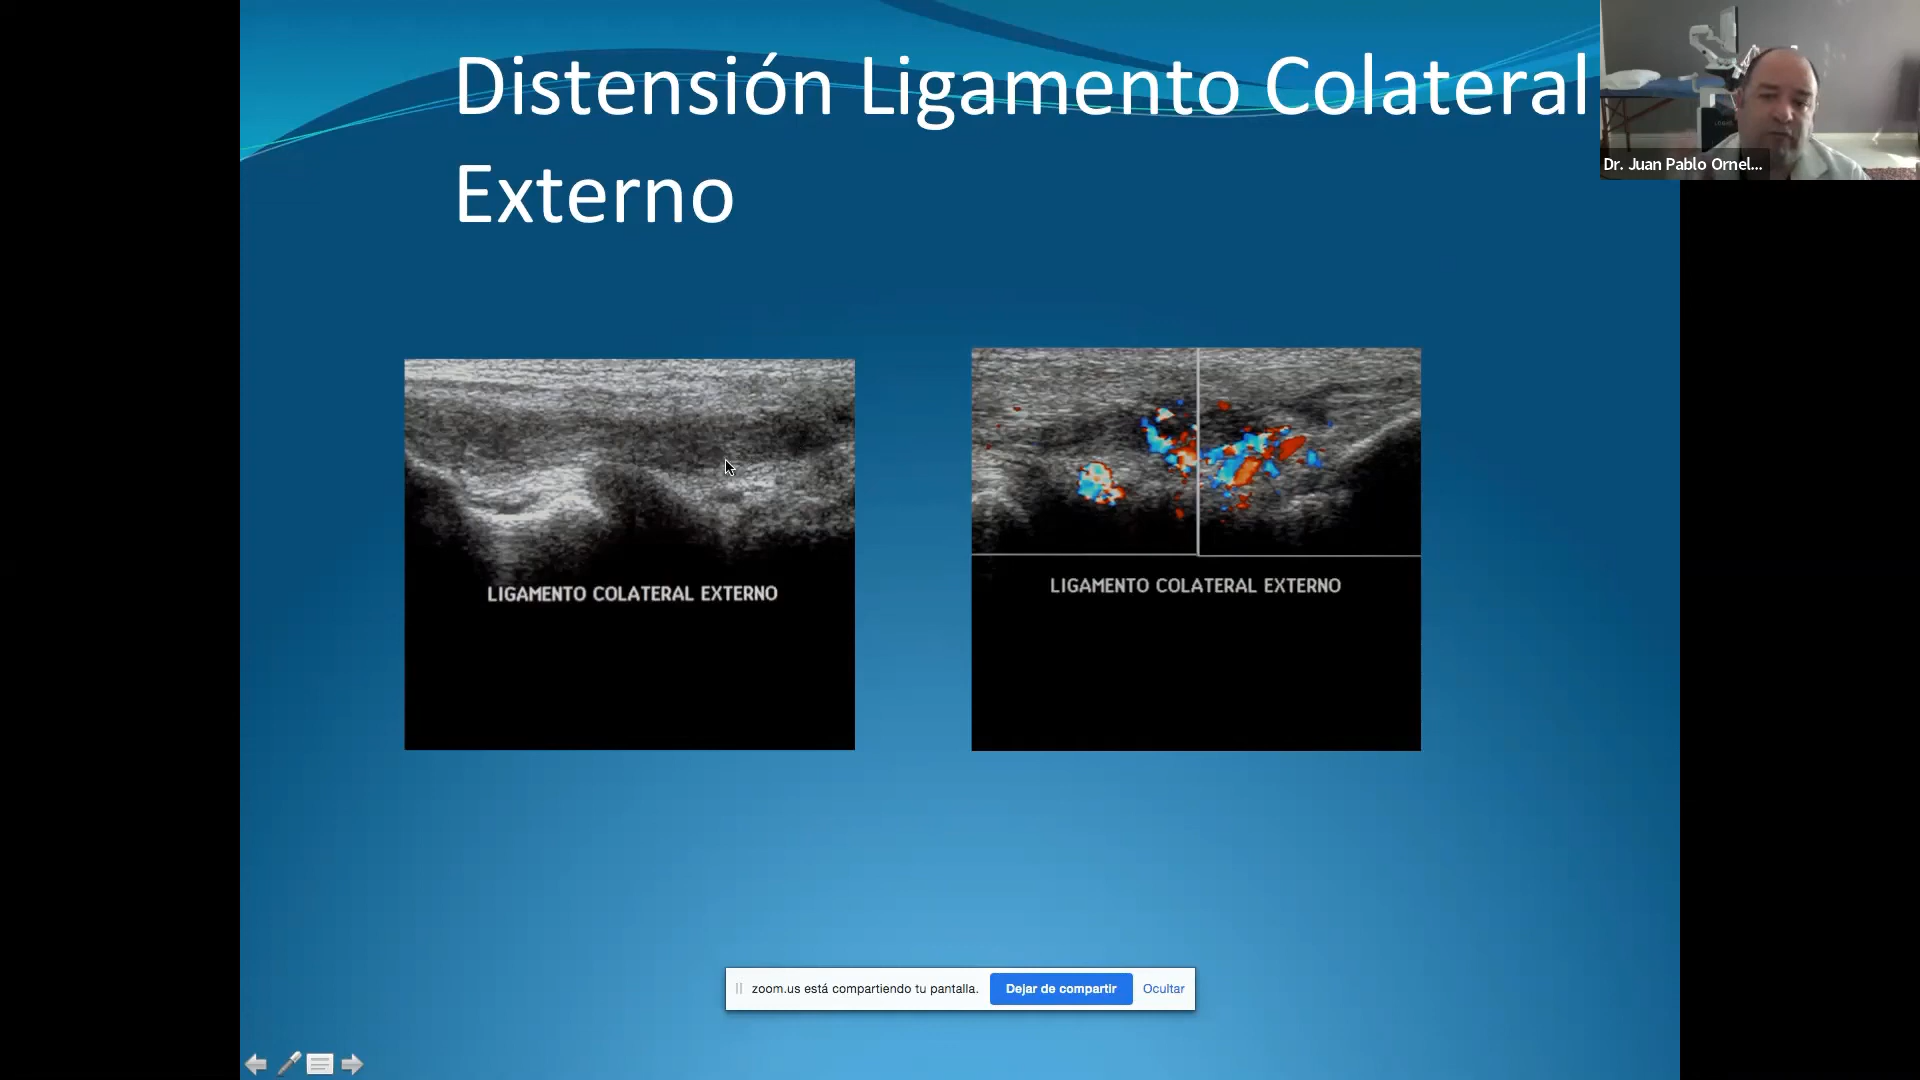 Distensión Ligamento Colateral
Externo
Dr. Juan Pablo Ornel...
LIGAMENTO COLATERAL EXTERNO
LIGAMENTO COLATERAL EXTERNO
zoom.us está compartiendo tu pantalla. Dejar de compartir Ocultar